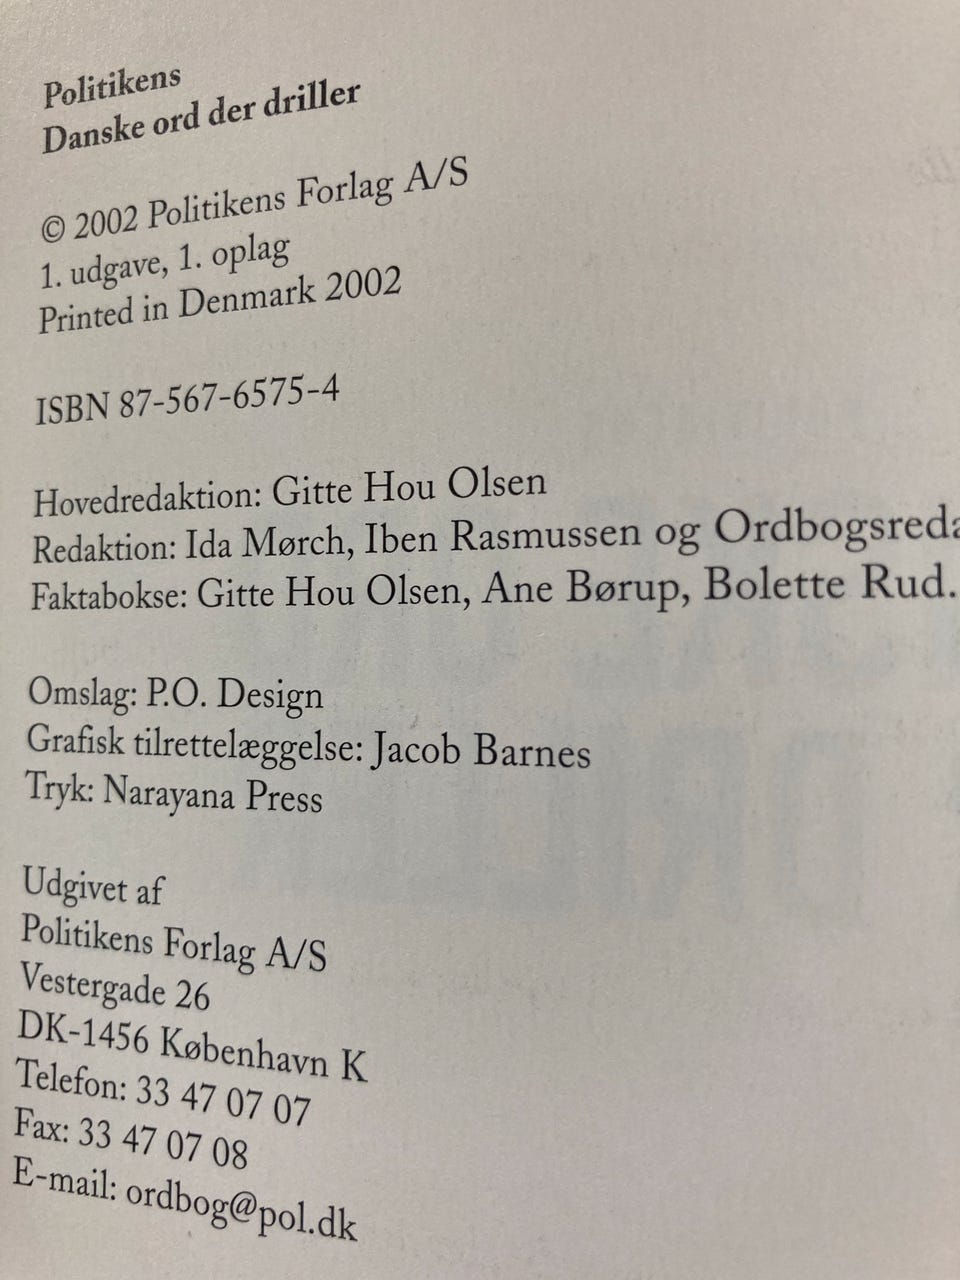 Politikens
Danske ord der driller
© 2002 Politikens Forlag A/S
1. udgave, 1. oplag
Printed in Denmark 2002
ISBN 87-567-6575-4
Hovedredaktion: Gitte Hou Olsen
Redaktion: Ida Mørch, Iben Rasmussen og Ordbogsreda
Faktabokse: Gitte Hou Olsen, Ane Børup, Bolette Rud.
Omslag: P.O. Design
Grafisk tilrettelæggelse: Jacob Barnes
Tryk: Narayana Press
Udgivet af
Politikens Forlag A/S
Vestergade 26
DK-1456 København K
Telefon: 33 47 07 07
Fax: 33 47 07 08
E-mail: ordbog@pol.dk